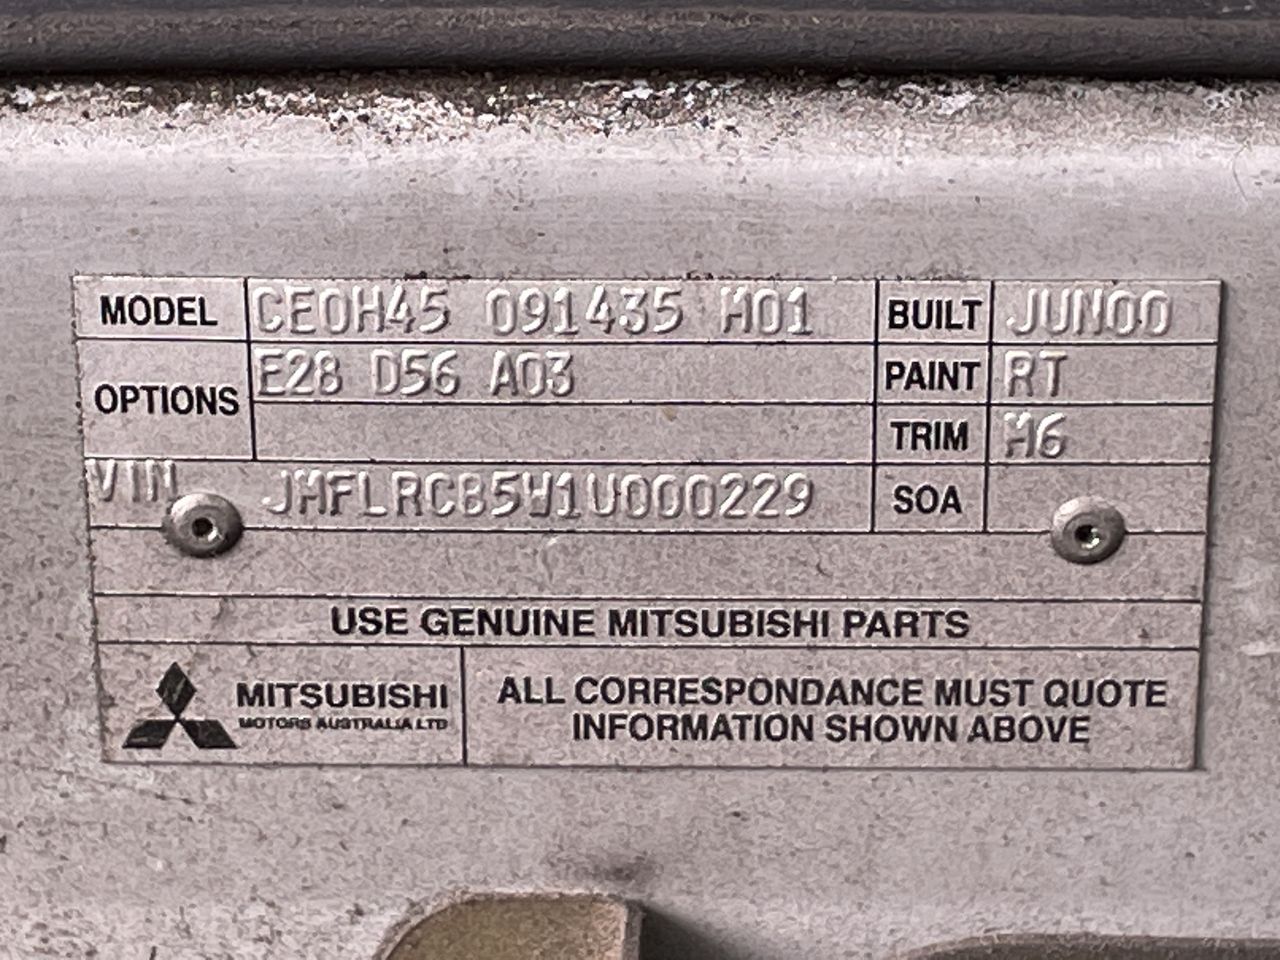 MODEL CE0H45 091435 M01 BUILT JUN00
OPTIONS E28 D56 A03 PAINT RT
TRIM M6
VIN JMFLRC85W1U000229 SOA
USE GENUINE MITSUBISHI PARTS
MITSUBISHI
MOTORS AUSTRALIA LTD
ALL CORRESPONDANCE MUST QUOTE
INFORMATION SHOWN ABOVE